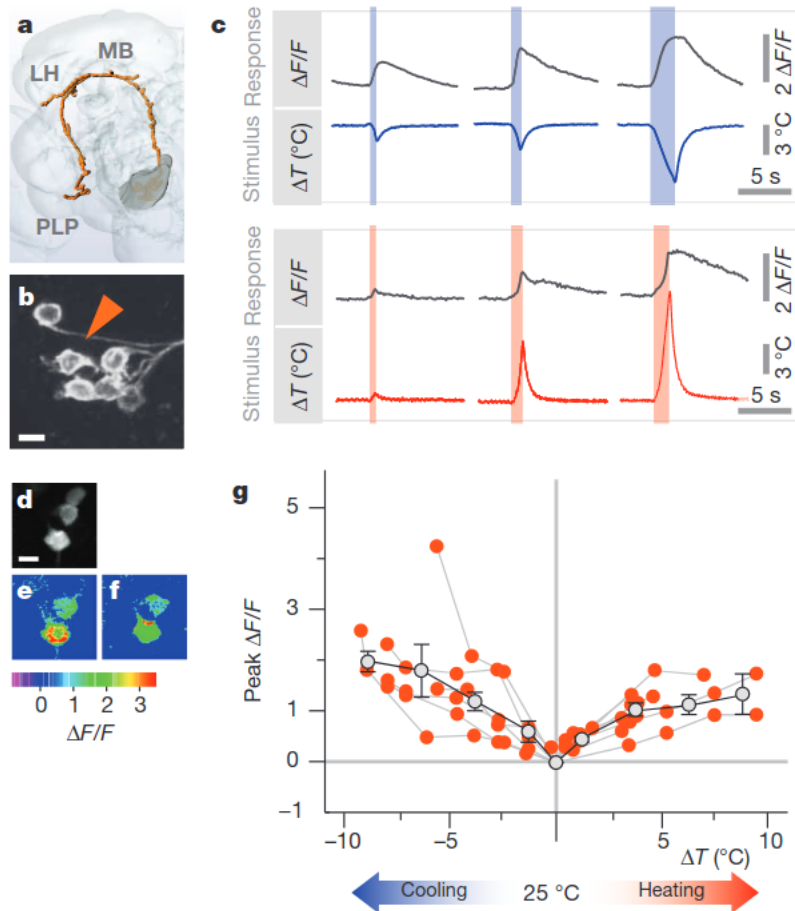 a
MB
LH
PLP
b
c
Response
ΔF/F
2 ΔF/F
Stimulus
ΔT (°C)
3 °C
5 s
Response
ΔF/F
2 ΔF/F
Stimulus
ΔT (°C)
3 °C
5 s
d
e
f
0 1 2 3
ΔF/F
g
Peak ΔF/F
5
3
1
0
−1
−10 −5 0 5 10
ΔT (°C)
Cooling 25 °C Heating